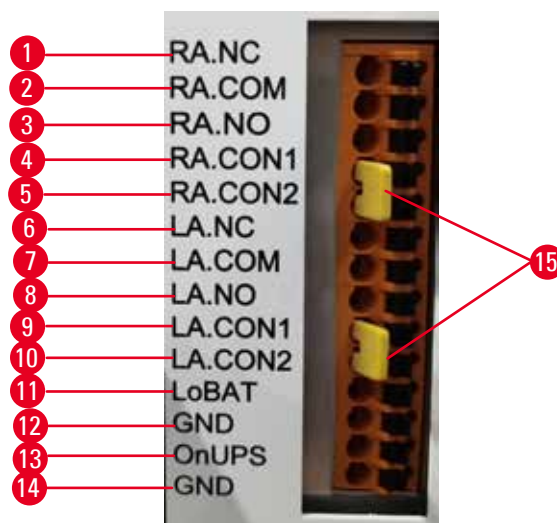 1 RA.NC
2 RA.COM
3 RA.NO
4 RA.CON1
5 RA.CON2
6 LA.NC
7 LA.COM
8 LA.NO
9 LA.CON1
10 LA.CON2
11 LoBAT
12 GND
13 OnUPS
14 GND
15